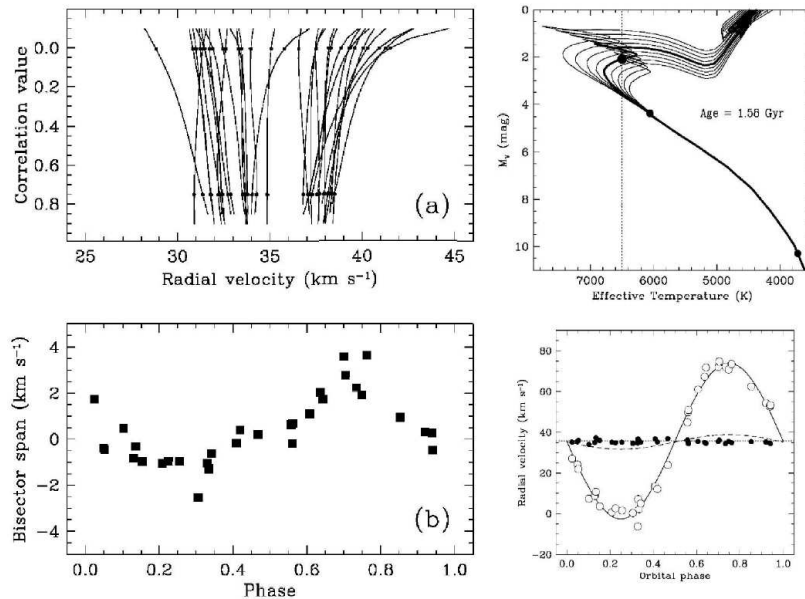 0.0
0.2
0.4
0.6
0.8
Correlation value
(a)
25 30 35 40 45
Radial velocity (km s⁻¹)
0
2
4
6
8
10
M_V (mag)
Age = 1.58 Gyr
7000 6000 5000 4000
Effective Temperature (K)
4
2
0
-2
-4
Bisector span (km s⁻¹)
(b)
0.0 0.2 0.4 0.6 0.8 1.0
Phase
80
60
40
20
0
-20
Radial velocity (km s⁻¹)
0.0 0.2 0.4 0.6 0.8 1.0
Orbital phase